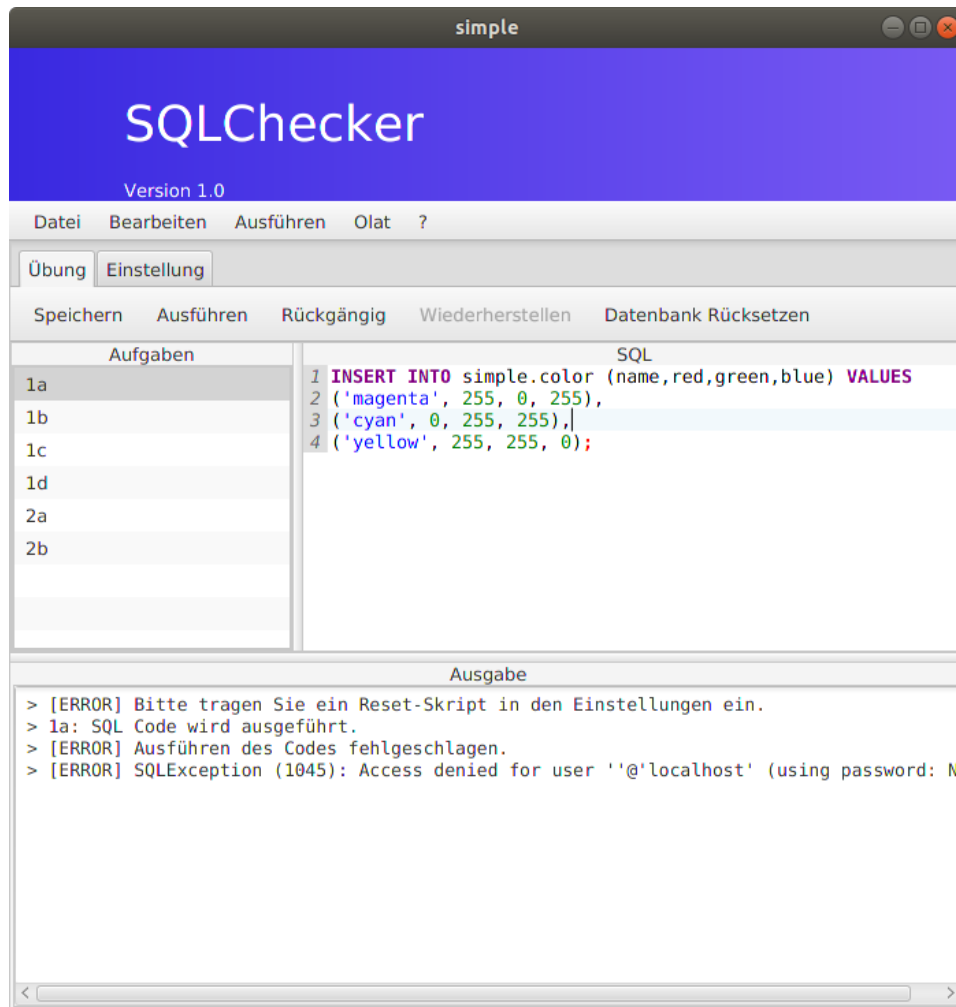 simple
SQLChecker
Version 1.0
Datei Bearbeiten Ausführen Olat ?
Übung Einstellung
Speichern Ausführen Rückgängig Wiederherstellen Datenbank Rücksetzen
Aufgaben
1a
1b
1c
1d
2a
2b
SQL
1 INSERT INTO simple.color (name,red,green,blue) VALUES
2 ('magenta', 255, 0, 255),
3 ('cyan', 0, 255, 255),
4 ('yellow', 255, 255, 0);
Ausgabe
> [ERROR] Bitte tragen Sie ein Reset-Skript in den Einstellungen ein.
> 1a: SQL Code wird ausgeführt.
> [ERROR] Ausführen des Codes fehlgeschlagen.
> [ERROR] SQLException (1045): Access denied for user ''@'localhost' (using password: N